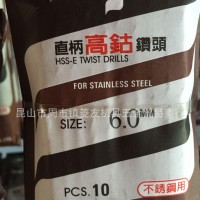 直柄高鈷鑽頭
HSS-E TWIST DRILLS
FOR STAINLESS STEEL
SIZE: 6.0MM
PCS. 10
不銹鋼用